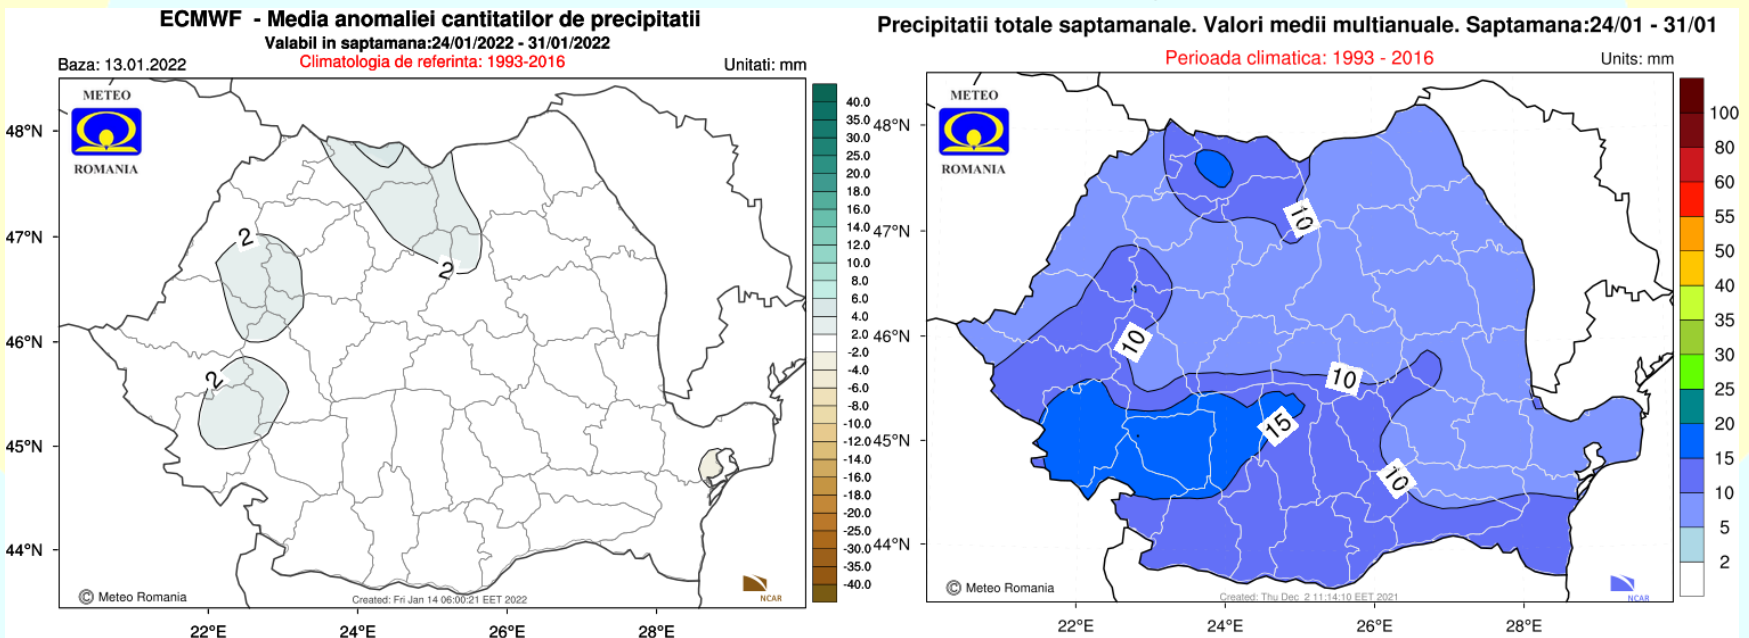 ECMWF - Media anomaliei cantitatilor de precipitatii
Valabil in saptamana:24/01/2022 - 31/01/2022
Baza: 13.01.2022
Climatologia de referinta: 1993-2016
Unitati: mm
METEO
ROMANIA
48°N
47°N
46°N
45°N
44°N
2
2
2
40.0
35.0
30.0
25.0
20.0
18.0
16.0
14.0
12.0
10.0
8.0
6.0
4.0
2.0
-2.0
-4.0
-6.0
-8.0
-10.0
-12.0
-14.0
-16.0
-18.0
-20.0
-25.0
-30.0
-35.0
-40.0
© Meteo Romania
Created: Fri Jan 14 06:00:21 EET 2022
NCAR
22°E
24°E
26°E
28°E
Precipitatii totale saptamanale. Valori medii multianuale. Saptamana:24/01 - 31/01
Perioada climatica: 1993 - 2016
Units: mm
METEO
ROMANIA
48°N
47°N
46°N
45°N
44°N
10
10
10
15
10
100
80
60
55
50
40
35
30
25
20
15
10
5
2
© Meteo Romania
Created: Thu Dec 2 11:14:10 EET 2021
NCAR
22°E
24°E
26°E
28°E